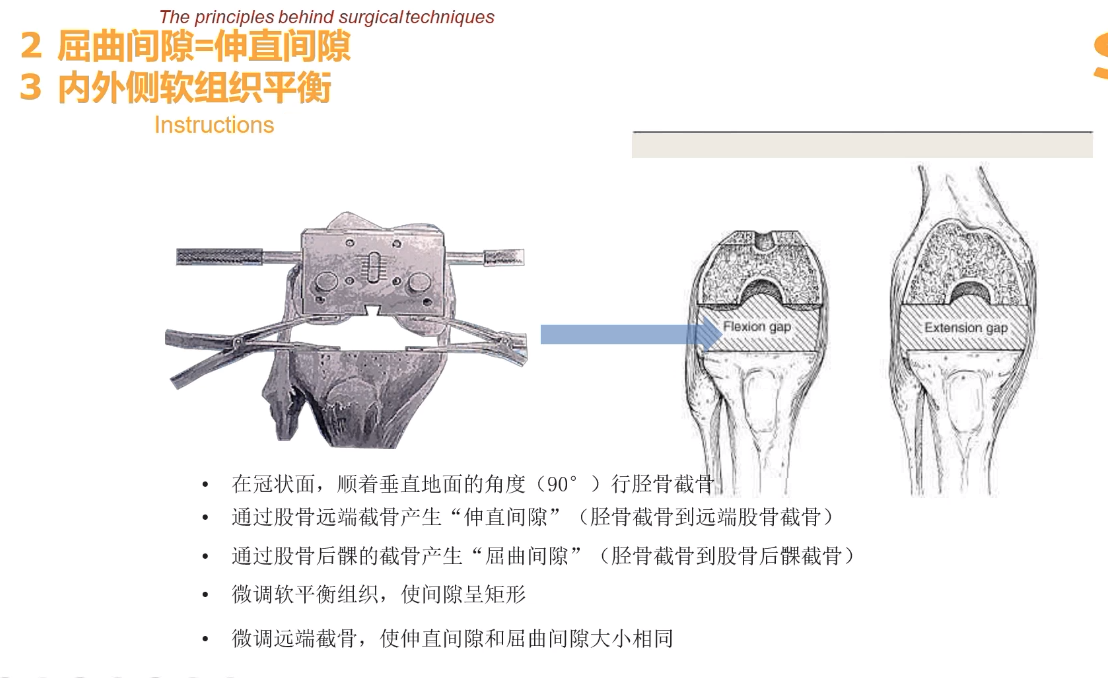 The principles behind surgical techniques
2 屈曲间隙=伸直间隙
3 内外侧软组织平衡
Instructions
Flexion gap
Extension gap
• 在冠状面，顺着垂直地面的角度（90°）行胫骨截骨
• 通过股骨远端截骨产生“伸直间隙”（胫骨截骨到远端股骨截骨）
• 通过股骨后髁的截骨产生“屈曲间隙”（胫骨截骨到股骨后髁截骨）
• 微调软平衡组织，使间隙呈矩形
• 微调远端截骨，使伸直间隙和屈曲间隙大小相同